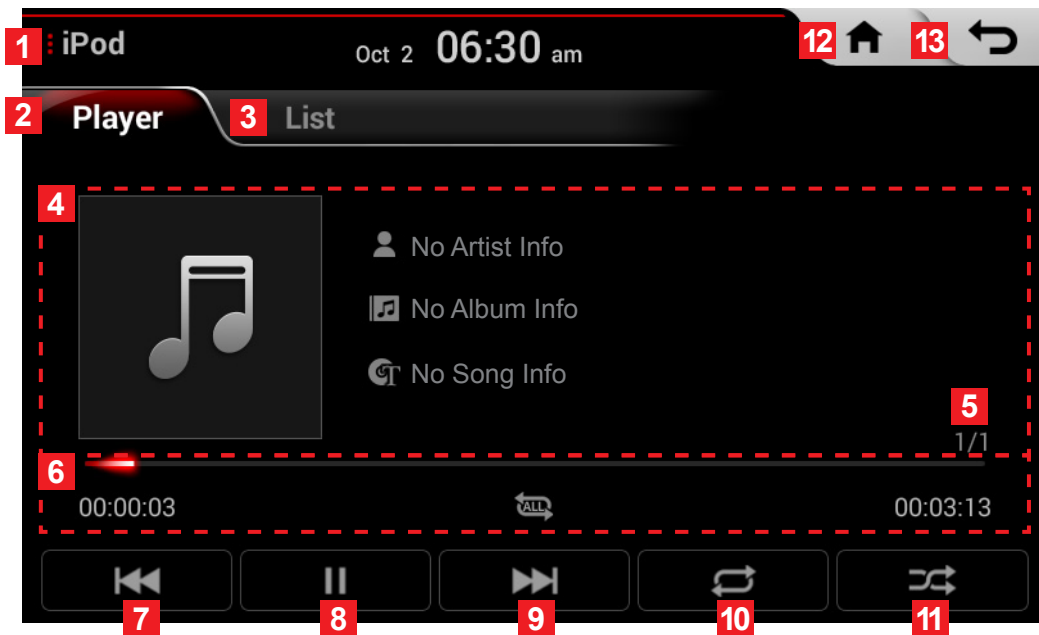 1 iPod Oct 2 06:30 am 12 13
2 Player 3 List
4
No Artist Info
No Album Info
T No Song Info
5
1/1
6
00:00:03 ALL 00:03:13
7 8 9 10 11